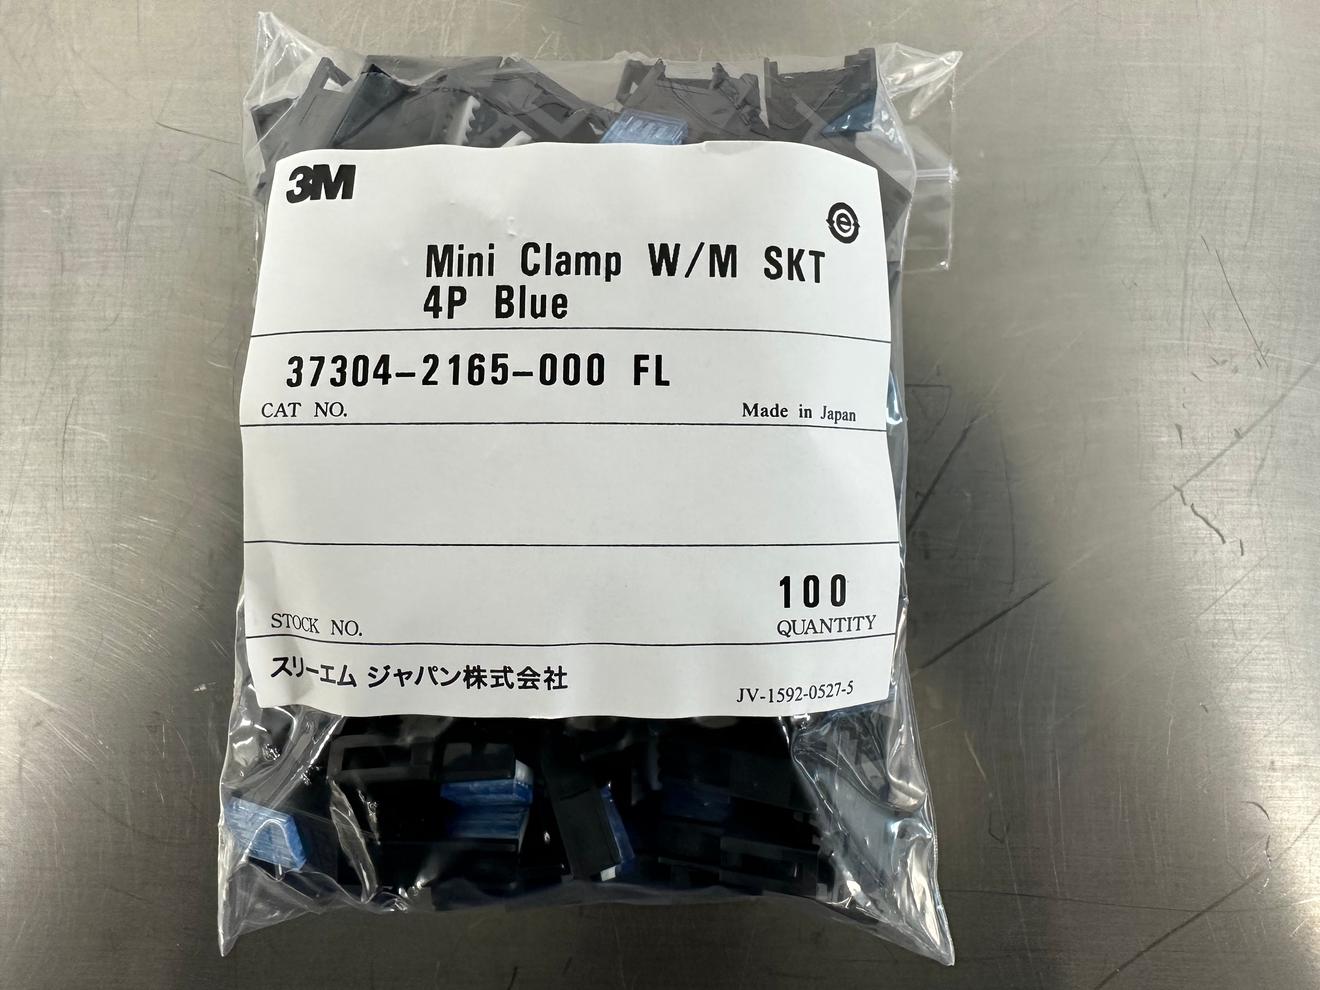 3M
e
Mini Clamp W/M SKT
4P Blue
37304-2165-000 FL
CAT NO. Made in Japan
100
STOCK NO. QUANTITY
スリーエム ジャパン株式会社
JV-1592-0527-5